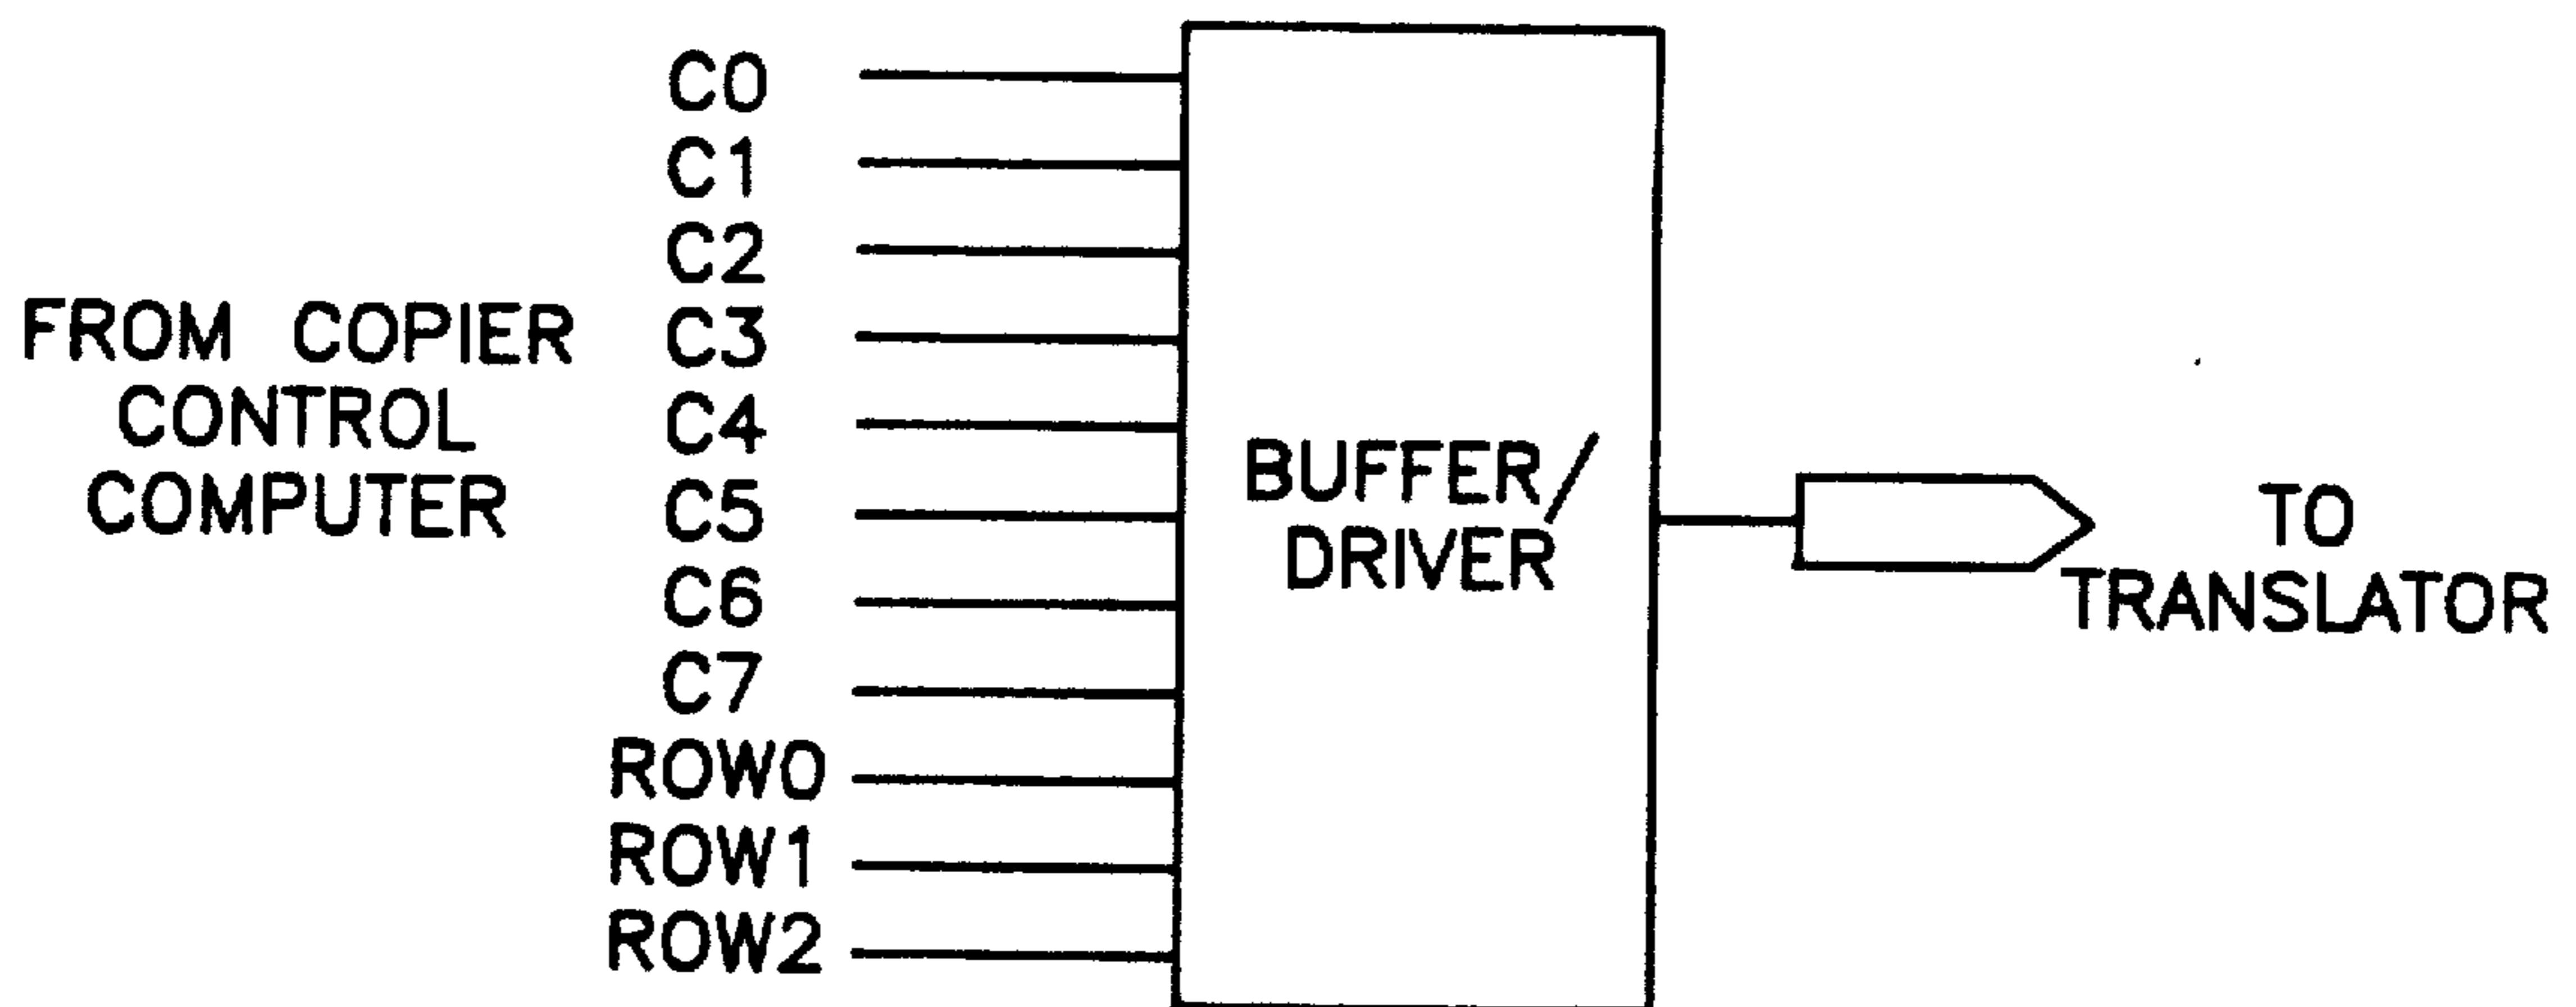 FROM COPIER
CONTROL
COMPUTER
C0
C1
C2
C3
C4
C5
C6
C7
ROW0
ROW1
ROW2
BUFFER/
DRIVER
TO
TRANSLATOR